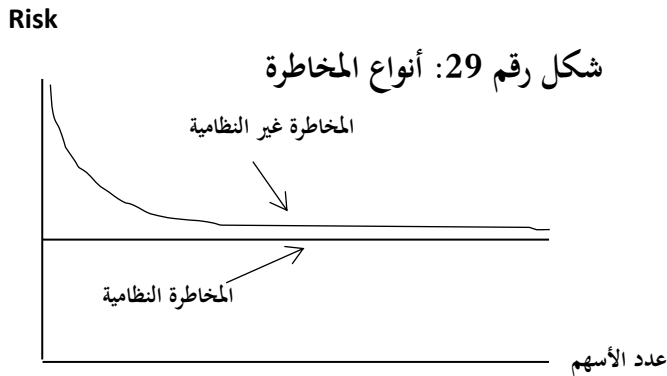 Risk
شكل رقم 29: أنواع المخاطرة
المخاطرة غير النظامية
المخاطرة النظامية
عدد الأسهم